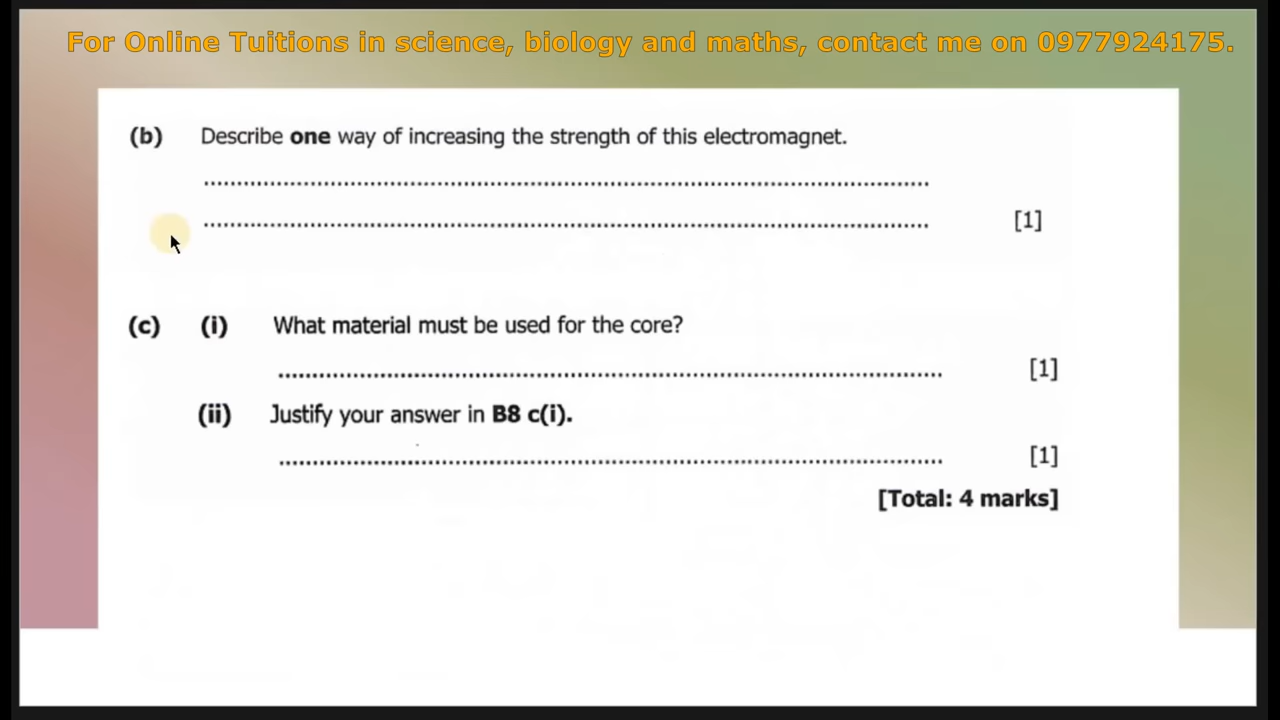 For Online Tuitions in science, biology and maths, contact me on 0977924175.
(b) Describe one way of increasing the strength of this electromagnet.
................................................................................
................................................................................ [1]
(c) (i) What material must be used for the core?
................................................................................ [1]
(ii) Justify your answer in B8 c(i).
................................................................................ [1]
[Total: 4 marks]